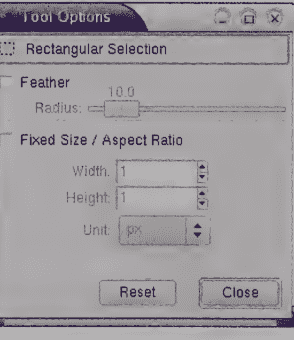 Tool Options
Rectangular Selection
Feather
10.0
Radius:
Fixed Size / Aspect Ratio
Width: 1
Height: 1
Unit: px
Reset Close